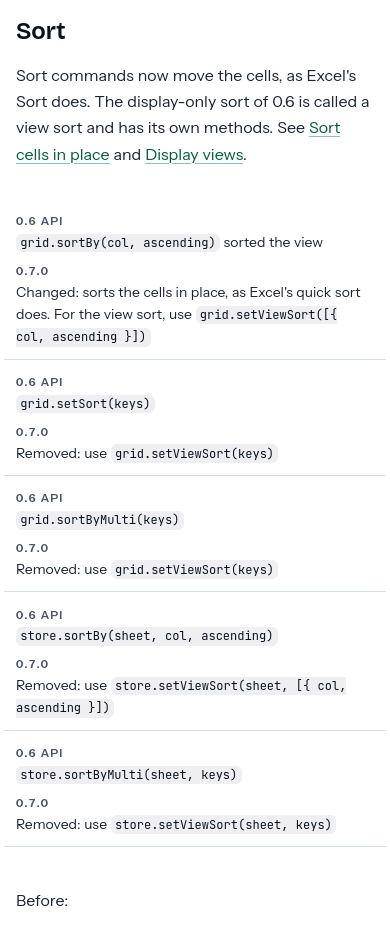 Sort
Sort commands now move the cells, as Excel's
Sort does. The display-only sort of 0.6 is called a
view sort and has its own methods. See Sort
cells in place and Display views.
0.6 API
grid.sortBy(col, ascending) sorted the view
0.7.0
Changed: sorts the cells in place, as Excel's quick sort
does. For the view sort, use grid.setViewSort([{
col, ascending }])
0.6 API
grid.setSort(keys)
0.7.0
Removed: use grid.setViewSort(keys)
0.6 API
grid.sortByMulti(keys)
0.7.0
Removed: use grid.setViewSort(keys)
0.6 API
store.sortBy(sheet, col, ascending)
0.7.0
Removed: use store.setViewSort(sheet, [{ col,
ascending }])
0.6 API
store.sortByMulti(sheet, keys)
0.7.0
Removed: use store.setViewSort(sheet, keys)
Before: